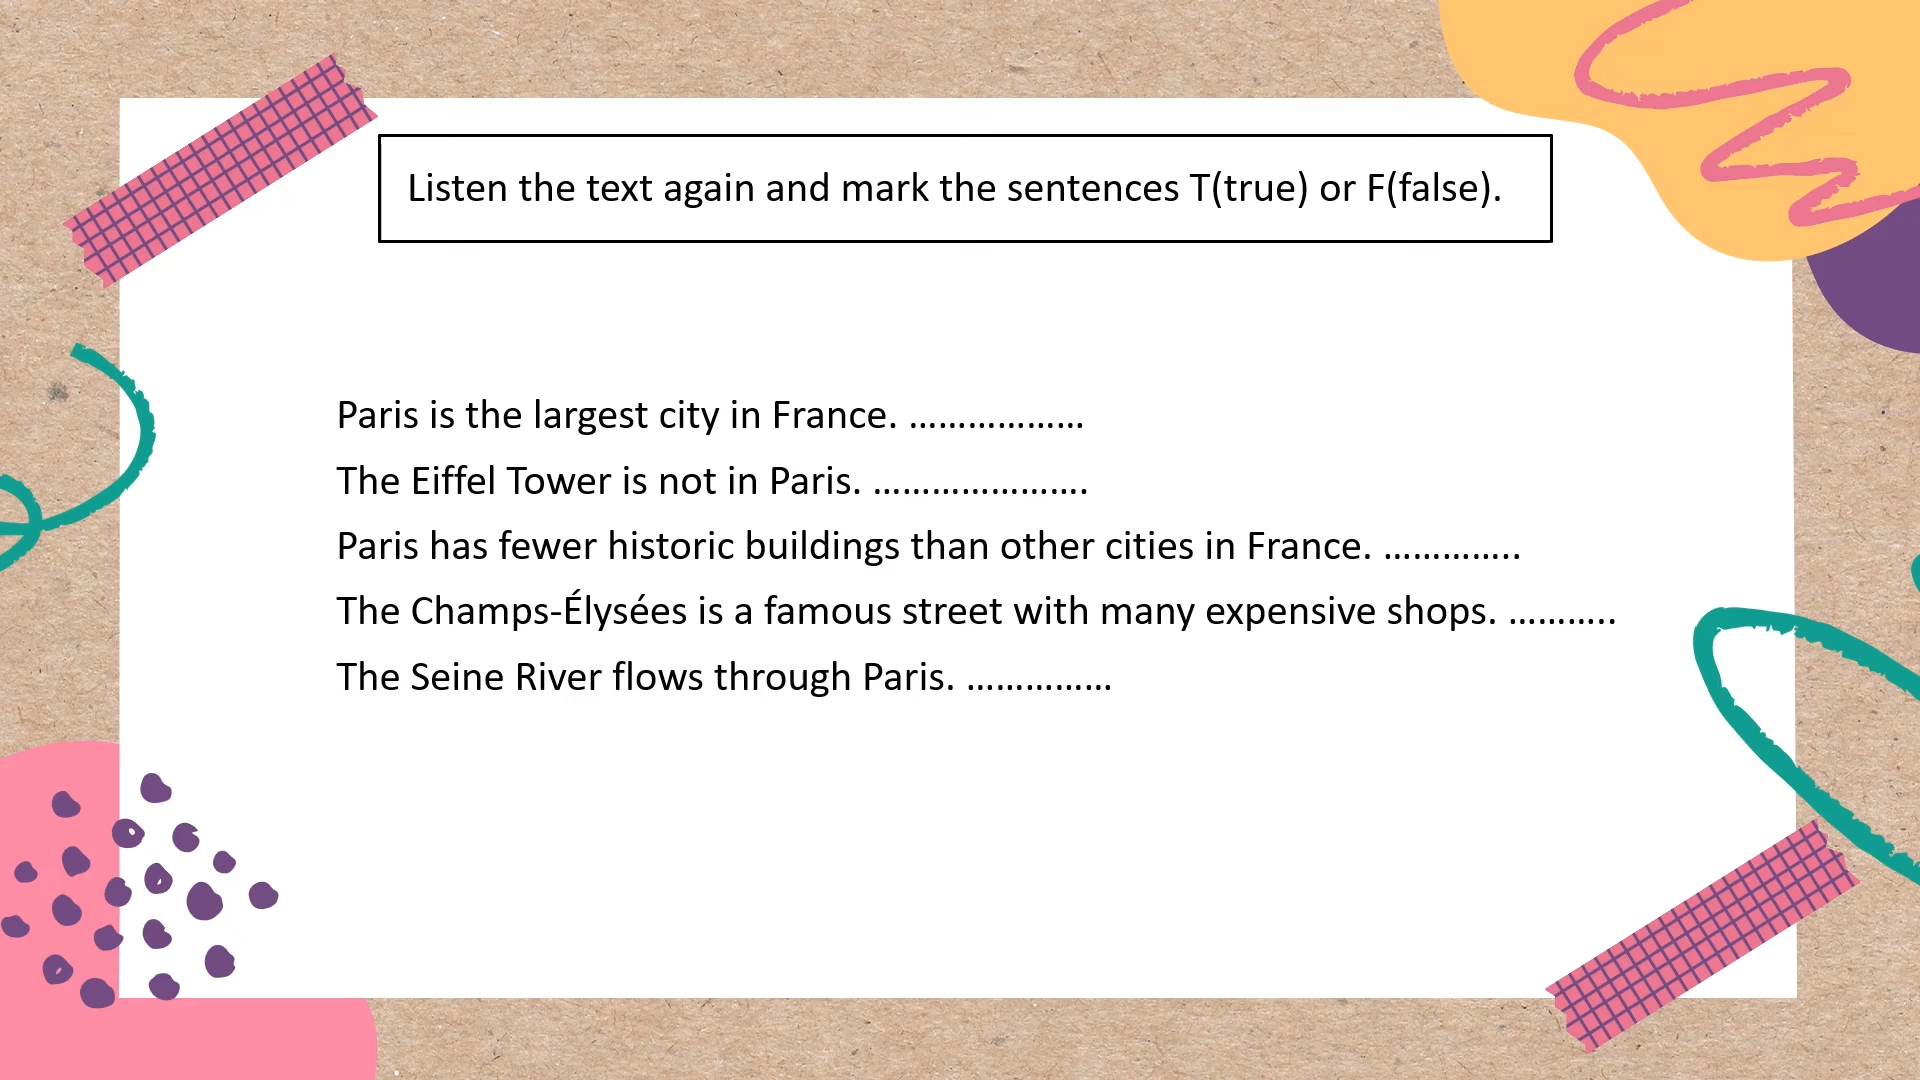 Listen the text again and mark the sentences T(true) or F(false).
Paris is the largest city in France. ………………
The Eiffel Tower is not in Paris. ………………….
Paris has fewer historic buildings than other cities in France. …………..
The Champs-Élysées is a famous street with many expensive shops. ………..
The Seine River flows through Paris. ……………